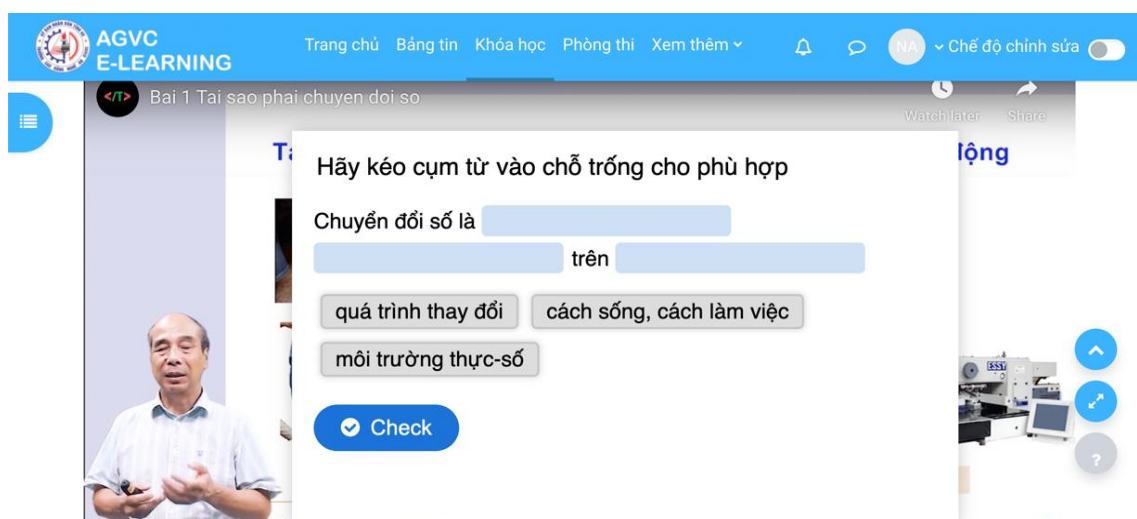 AGVC
E-LEARNING
Trang chủ Bảng tin Khóa học Phòng thi Xem thêm NA Chế độ chỉnh sửa
</T> Bai 1 Tai sao phai chuyen doi so
Watch later Share
Hãy kéo cụm từ vào chỗ trống cho phù hợp
Chuyển đổi số là
trên
quá trình thay đổi cách sống, cách làm việc
môi trường thực-số
Check
ESSY
?